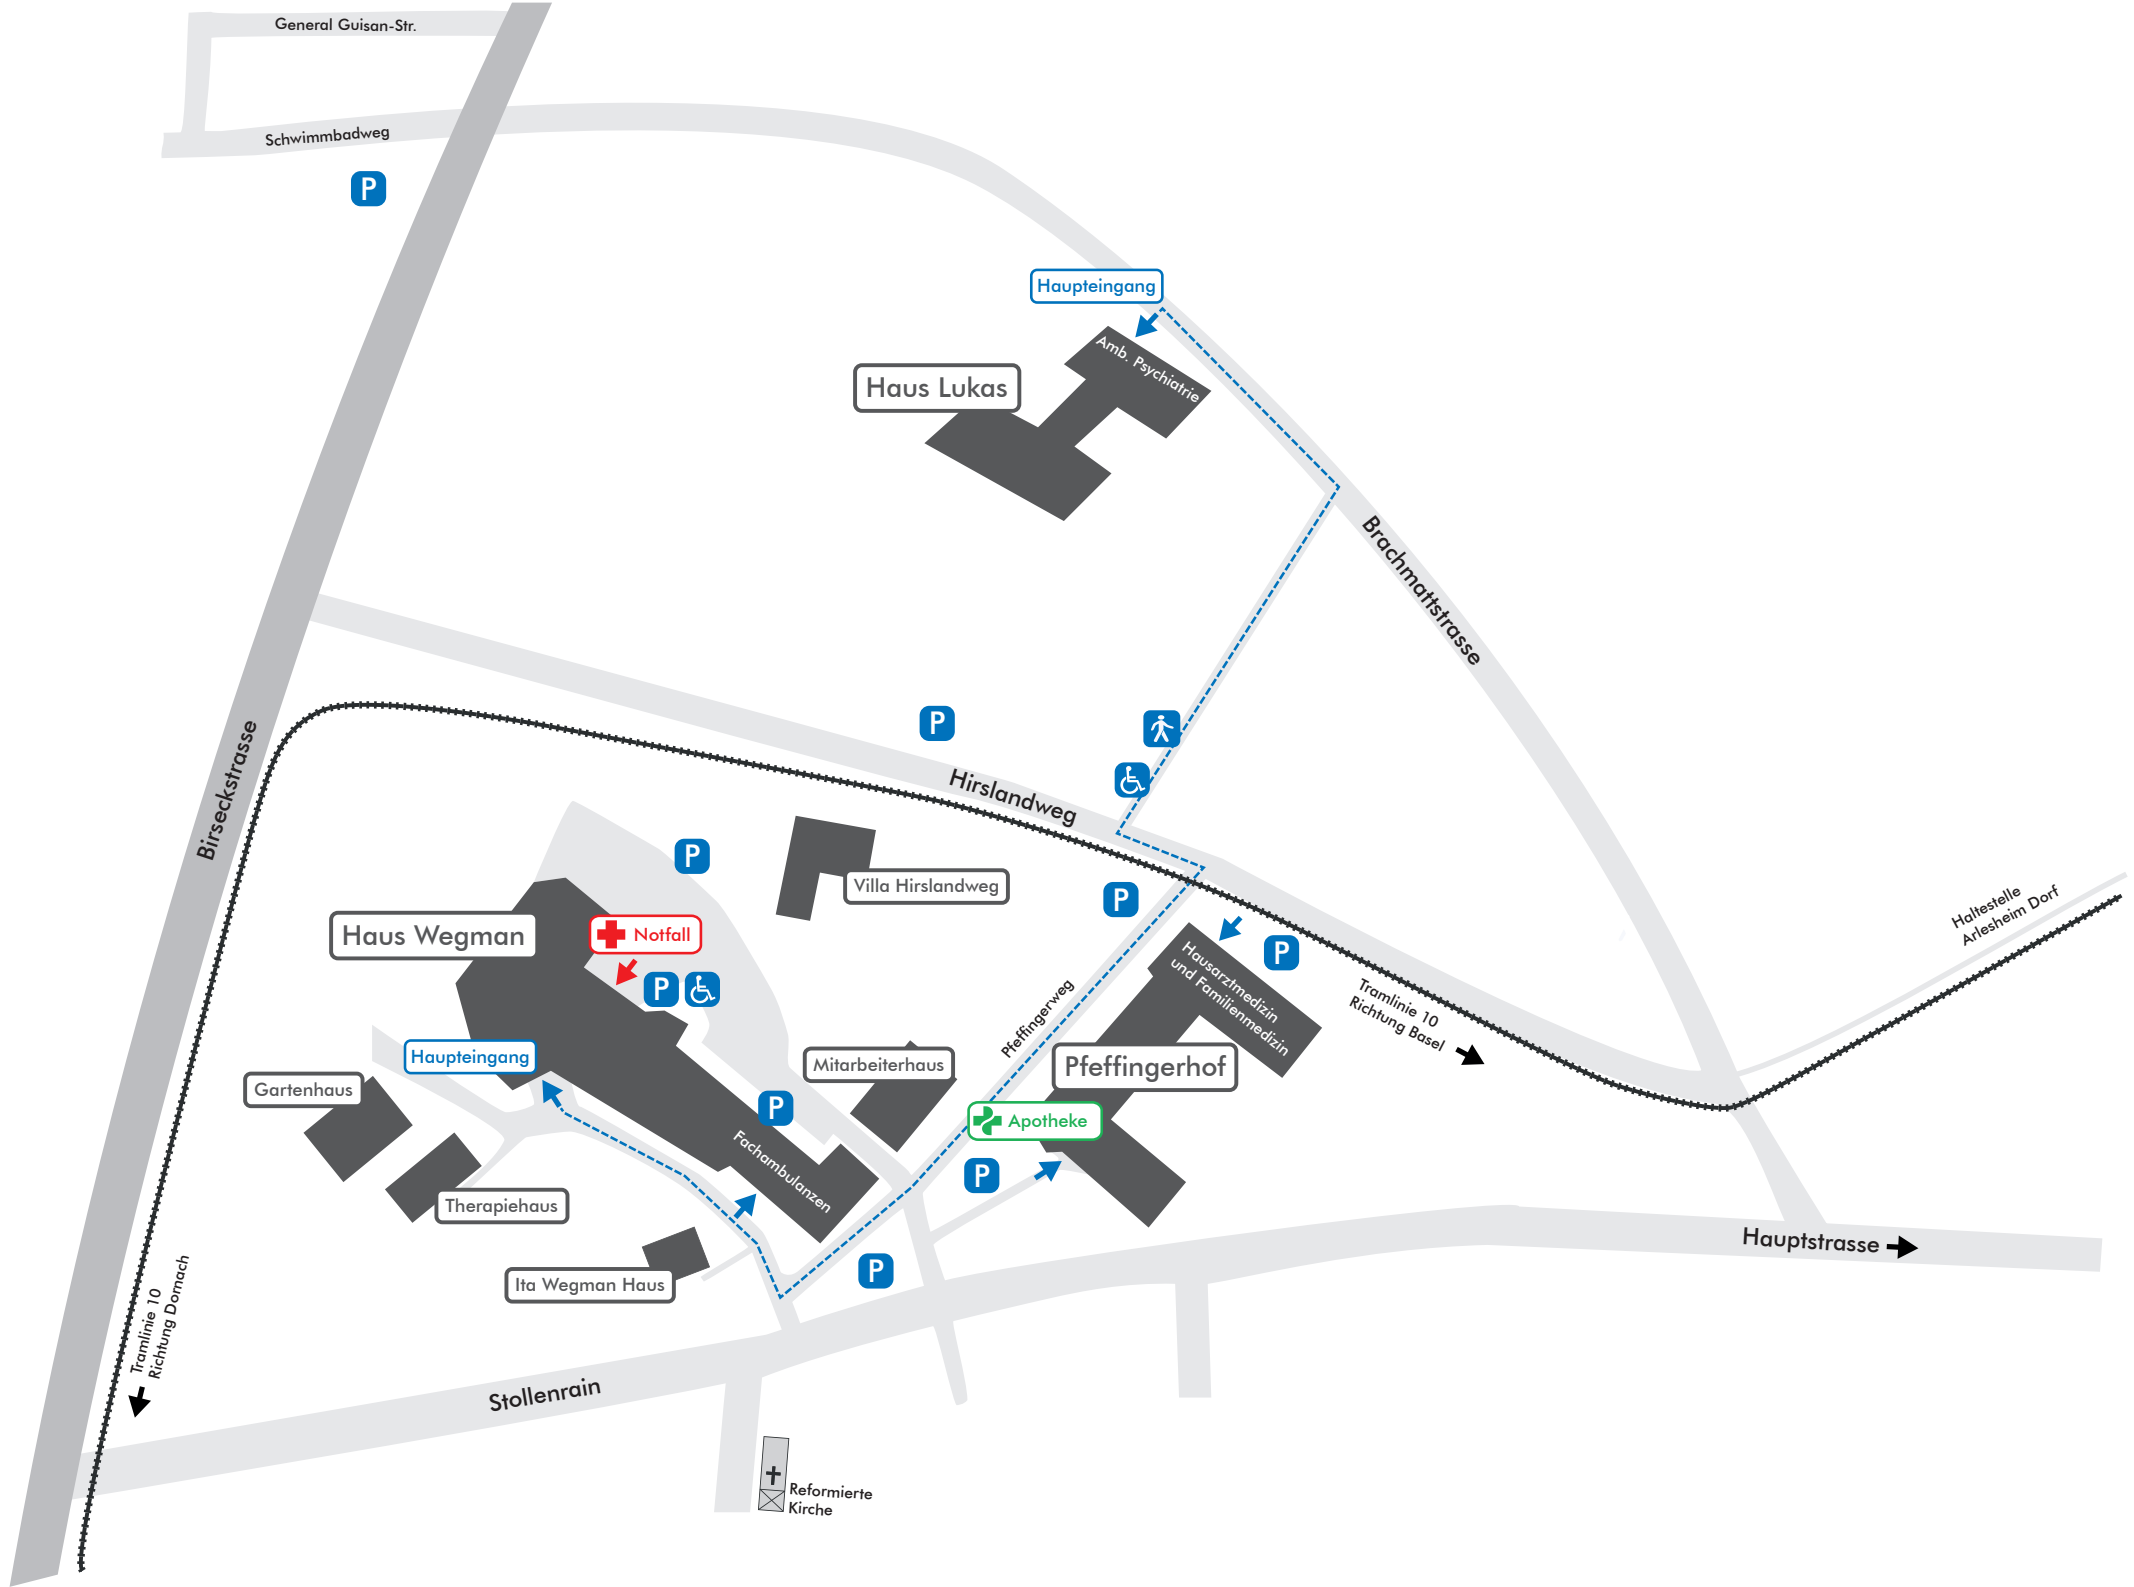 General Guisan-Str.
Schwimmbadweg
P
Haupteingang
Amb. Psychiatrie
Haus Lukas
Brachmattstrasse
P
Hirslandweg
Birseckstrasse
P
Villa Hirslandweg
P
Haus Wegman
Notfall
P
P
Hausarztmedizin
und Familienmedizin
Haltestelle
Arlesheim Dorf
Tramlinie 10
Richtung Basel
Pfeffingerweg
Haupteingang
Mitarbeiterhaus
Pfeffingerhof
Gartenhaus
P
Apotheke
Fachambulanzen
P
Therapiehaus
Hauptstrasse
P
Ita Wegman Haus
Tramlinie 10
Richtung Dornach
Stollenrain
Reformierte
Kirche